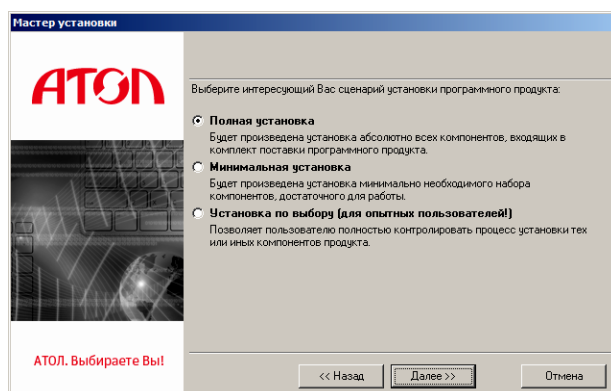 Мастер установки
АТОЛ
Выберите интересующий Вас сценарий установки программного продукта:
Полная установка
Будет произведена установка абсолютно всех компонентов, входящих в
комплект поставки программного продукта.
Минимальная установка
Будет произведена установка минимально необходимого набора
компонентов, достаточного для работы.
Установка по выбору (для опытных пользователей!)
Позволяет пользователю полностью контролировать процесс установки тех
или иных компонентов продукта.
АТОЛ. Выбираете Вы!
<< Назад
Далее >>
Отмена